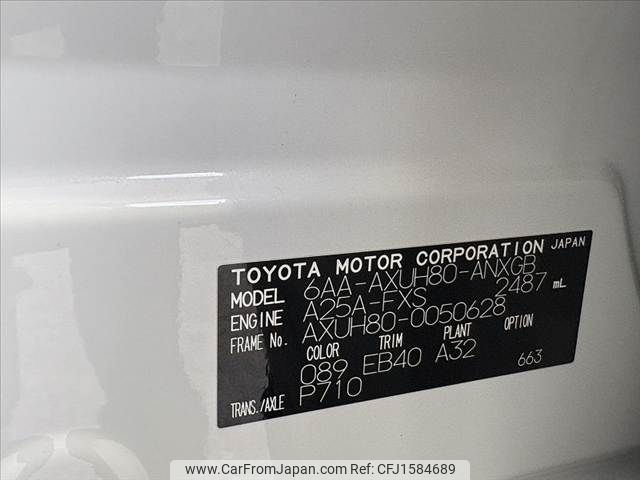 TOYOTA MOTOR CORPORATION JAPAN
MODEL 6AA-AXUH80-ANXGB
ENGINE A25A-FXS 2487 mL
FRAME No. AXUH80-0050628
COLOR TRIM PLANT OPTION
089 EB40 A32 663
TRANS./AXLE P710
www.CarFromJapan.com - Ref No: CFJ1584689